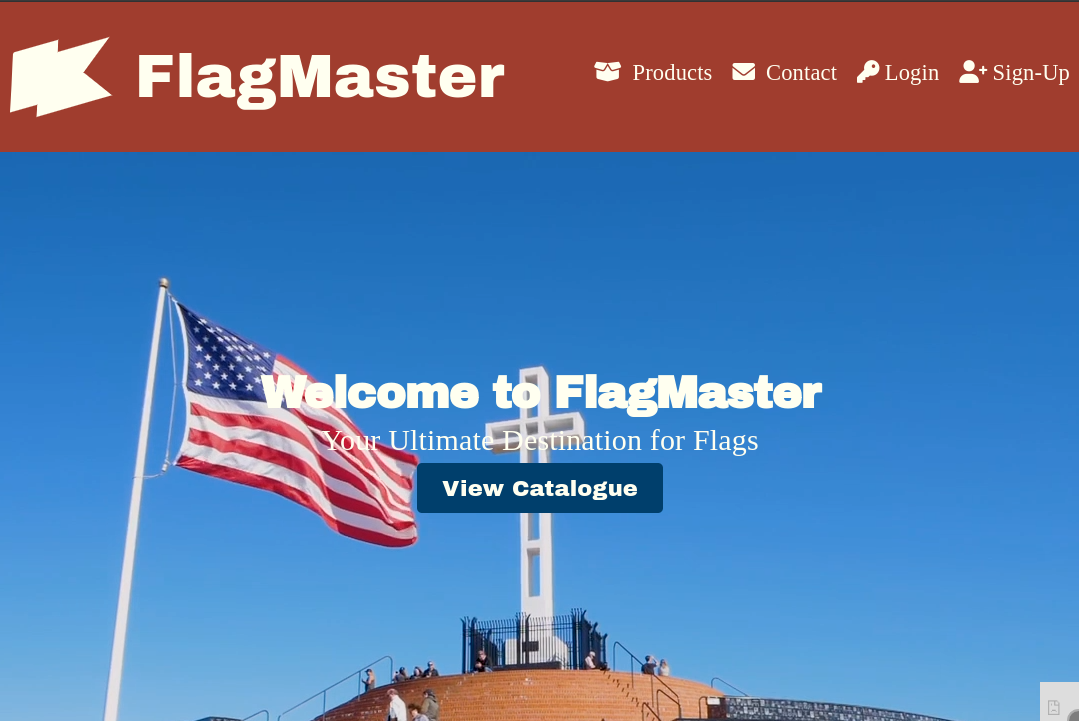 FlagMaster
Products Contact Login Sign-Up
Welcome to FlagMaster
Your Ultimate Destination for Flags
View Catalogue